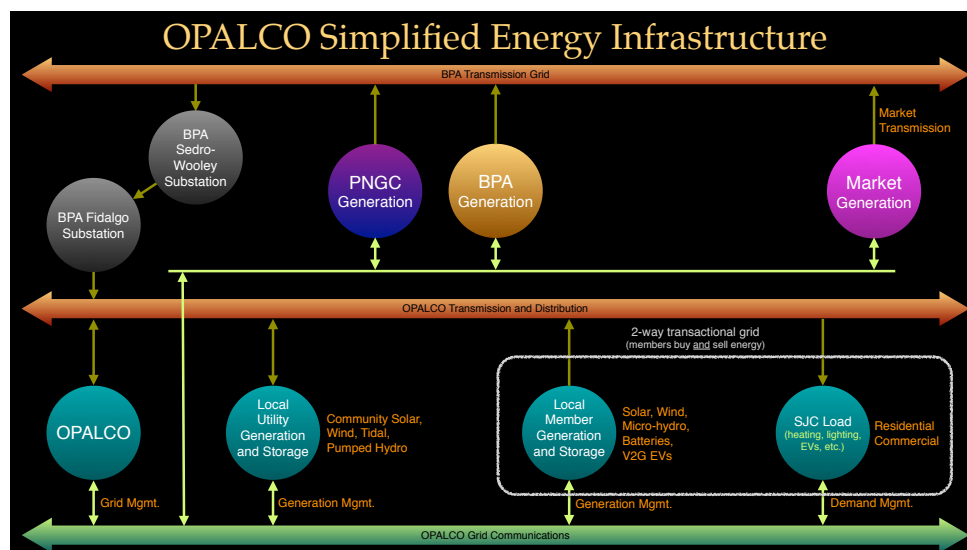 OPALCO Simplified Energy Infrastructure
BPA Transmission Grid
Market
Transmission
BPA
Sedro-
Wooley
Substation
PNGC
Generation
BPA
Generation
Market
Generation
BPA Fidalgo
Substation
OPALCO Transmission and Distribution
2-way transactional grid
(members buy and sell energy)
OPALCO
Local
Utility
Generation
and Storage
Community Solar,
Wind, Tidal,
Pumped Hydro
Local
Member
Generation
and Storage
Solar, Wind,
Micro-hydro,
Batteries,
V2G EVs
SJC Load
(heating, lighting,
EVs, etc.)
Residential
Commercial
Grid Mgmt.
Generation Mgmt.
Generation Mgmt.
Demand Mgmt.
OPALCO Grid Communications